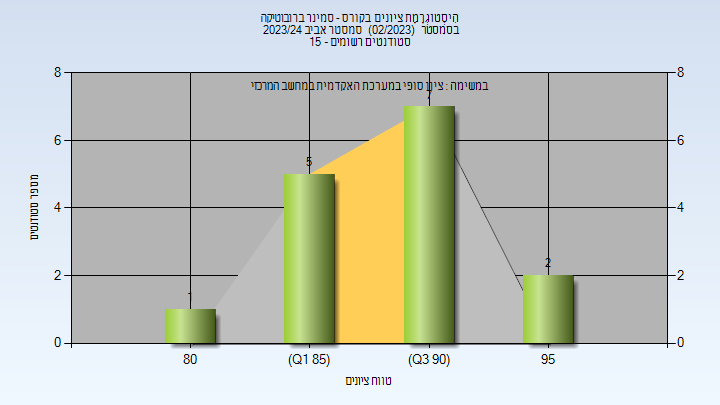 היסטוגרמת ציונים בקורס - סמינר ברובוטיקה
בסמסטר (02/2023) סמסטר אביב 2023/24
סטודנטים רשומים - 15
במשימה : ציון סופי במערכת האקדמית במחשב המרכזי
8
6
4
2
0
8
6
4
2
0
מספר סטודנטים
1
5
7
2
80
(Q1 85)
(Q3 90)
95
טווח ציונים